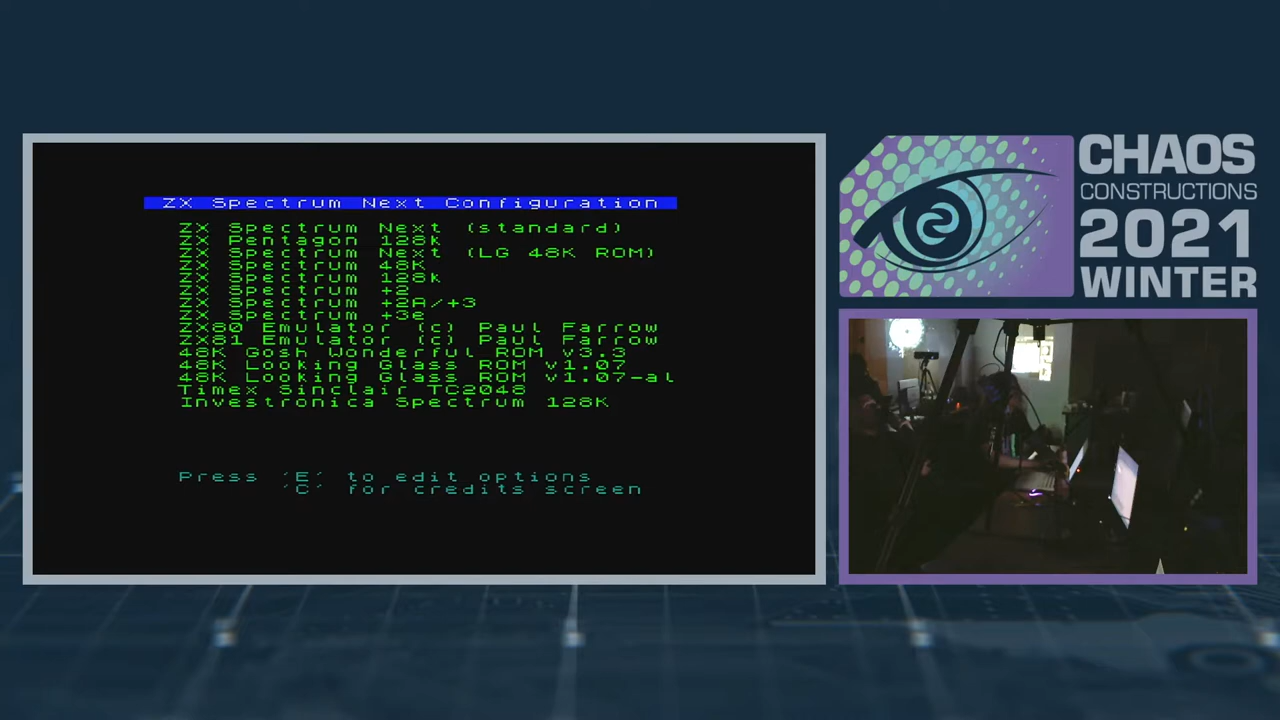 ZX Spectrum Next Configuration
ZX Spectrum Next (standard)
ZX Pentagon 128k
ZX Spectrum Next (LG 48K ROM)
ZX Spectrum 48K
ZX Spectrum 128k
ZX Spectrum +2
ZX Spectrum +2A/+3
ZX Spectrum +3e
ZX80 Emulator (c) Paul Farrow
ZX81 Emulator (c) Paul Farrow
48K Gosh Wonderful ROM v3.3
48K Looking Glass ROM v1.07
48K Looking Glass ROM v1.07-al
Timex Sinclair TC2048
Investronica Spectrum 128K
Press 'E' to edit options
'C' for credits screen
CHAOS
CONSTRUCTIONS
2021
WINTER